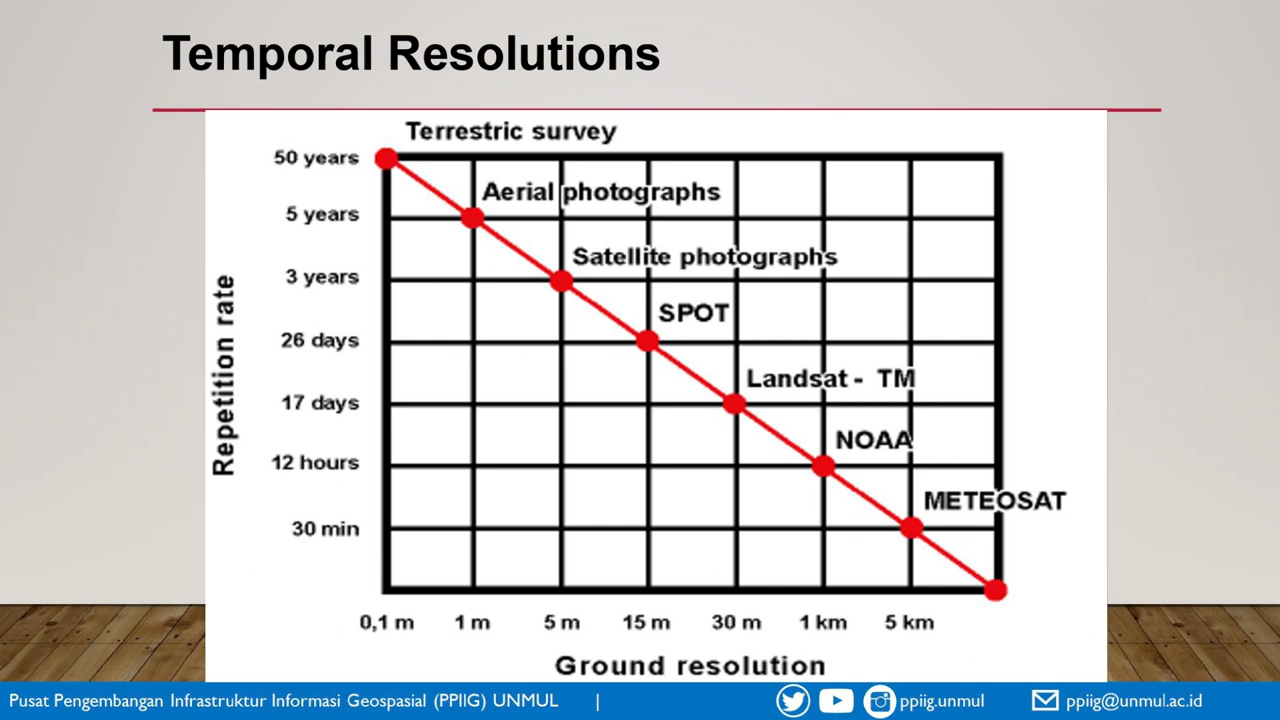 Temporal Resolutions
Terrestric survey
50 years
Aerial photographs
5 years
Satellite photographs
3 years
SPOT
26 days
Landsat - TM
17 days
NOAA
12 hours
METEOSAT
30 min
Repetition rate
0,1 m 1 m 5 m 15 m 30 m 1 km 5 km
Ground resolution
Pusat Pengembangan Infrastruktur Informasi Geospasial (PPIIG) UNMUL | ppiig.unmul ppiig@unmul.ac.id